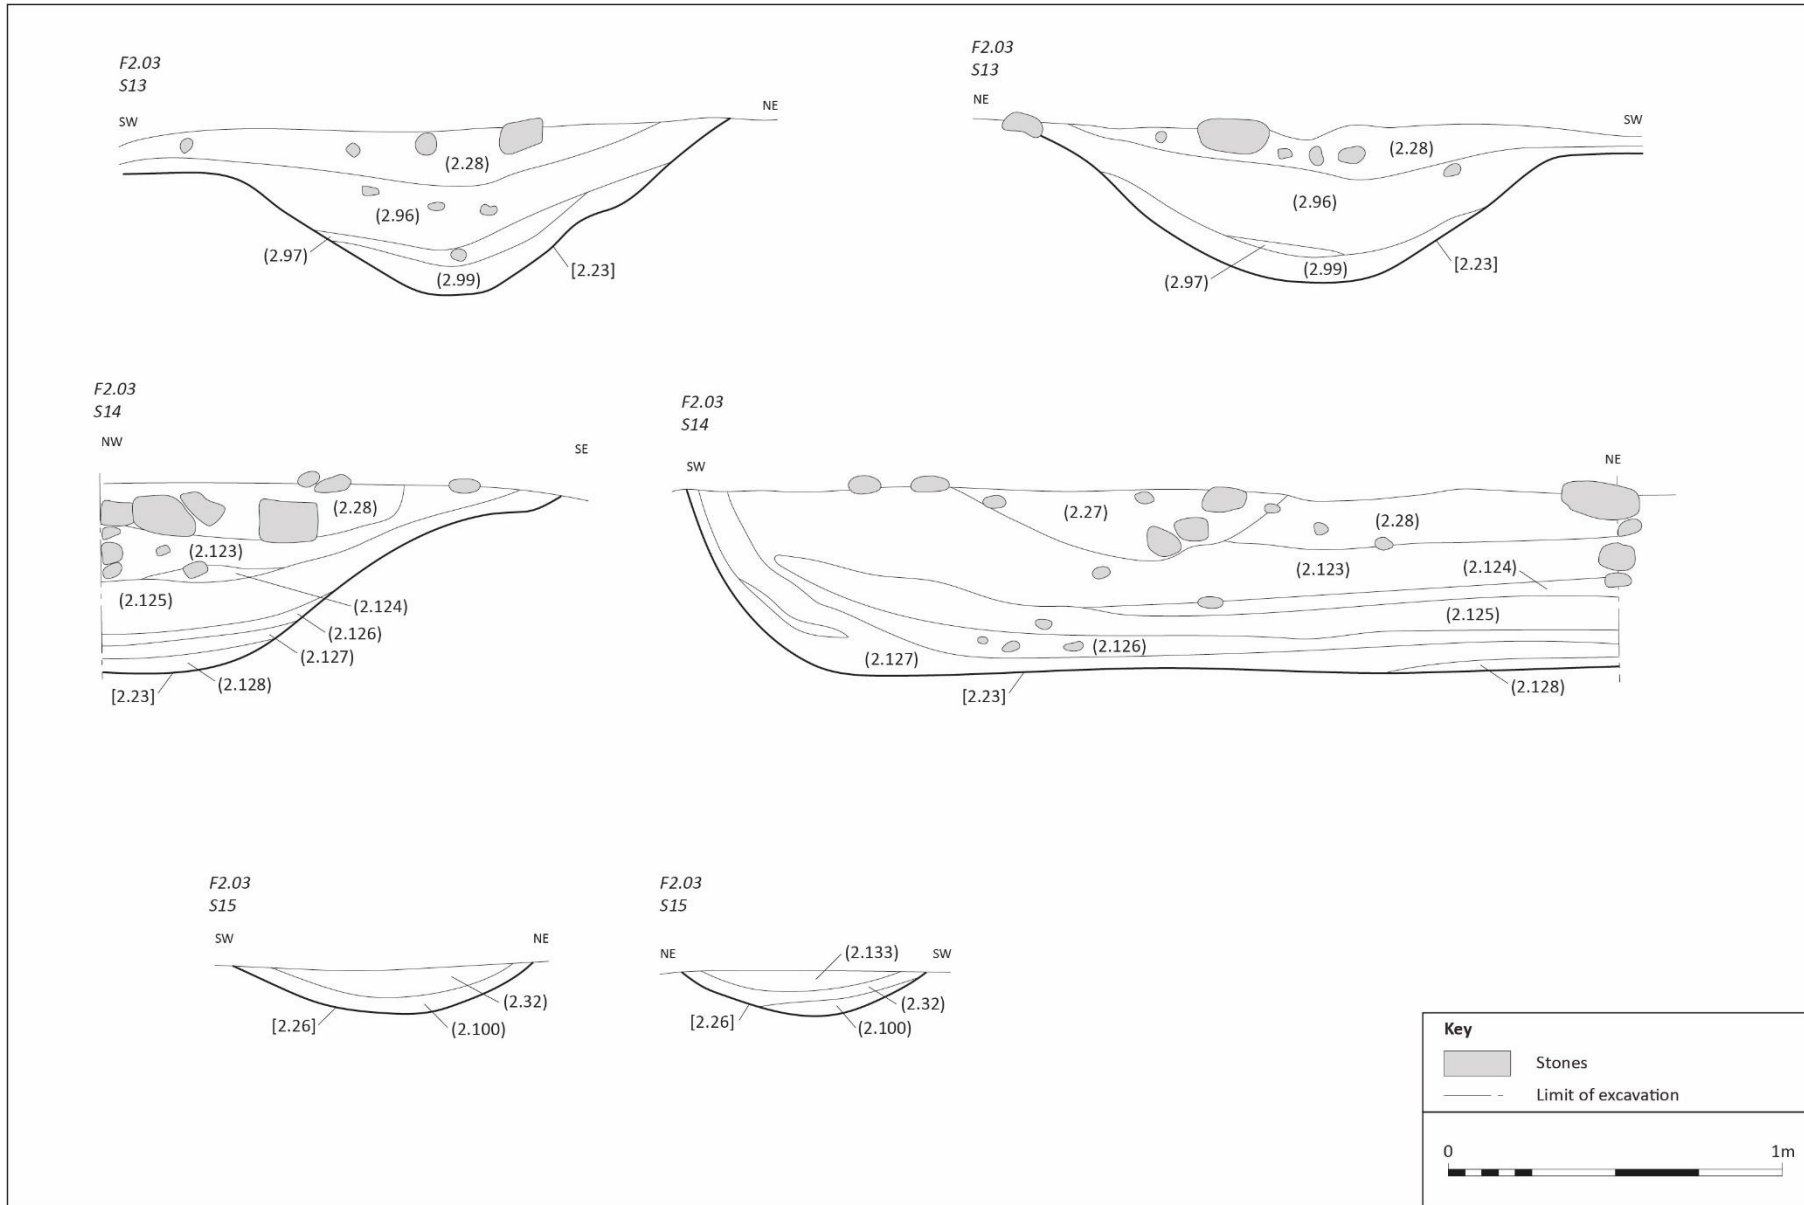 F2.03
S13
SW
NE
(2.28)
(2.96)
(2.97)
(2.99)
[2.23]
F2.03
S13
NE
SW
(2.28)
(2.96)
(2.97)
(2.99)
[2.23]
F2.03
S14
NW
SE
(2.28)
(2.123)
(2.125)
(2.124)
(2.126)
(2.127)
(2.128)
[2.23]
F2.03
S14
SW
NE
(2.27)
(2.28)
(2.123)
(2.124)
(2.125)
(2.126)
(2.127)
(2.128)
[2.23]
F2.03
S15
SW
NE
(2.32)
[2.26]
(2.100)
F2.03
S15
NE
SW
(2.133)
(2.32)
[2.26]
(2.100)
Key
Stones
Limit of excavation
0 1m